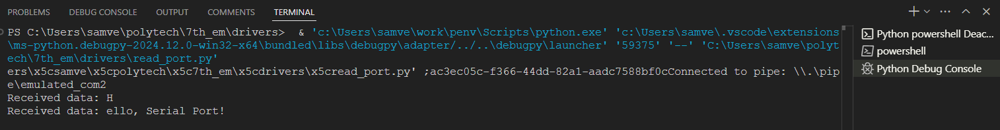 PROBLEMS DEBUG CONSOLE OUTPUT COMMENTS TERMINAL
PS C:\Users\samve\polytech\7th_em\drivers>  & 'c:\Users\samve\work\penv\Scripts\python.exe' 'c:\Users\samve\.vscode\extensions
\ms-python.debugpy-2024.12.0-win32-x64\bundled\libs\debugpy\adapter/../..\debugpy\launcher' '59375' '--' 'C:\Users\samve\polyt
ech\7th_em\drivers\read_port.py'
ers\x5csamve\x5cpolytech\x5c7th_em\x5cdrivers\x5cread_port.py' ;ac3ec05c-f366-44dd-82a1-aadc7588bf0cConnected to pipe: \\.\pip
e\emulated_com2
Received data: H
Received data: ello, Serial Port!
Python powershell Deac...
powershell
Python Debug Console